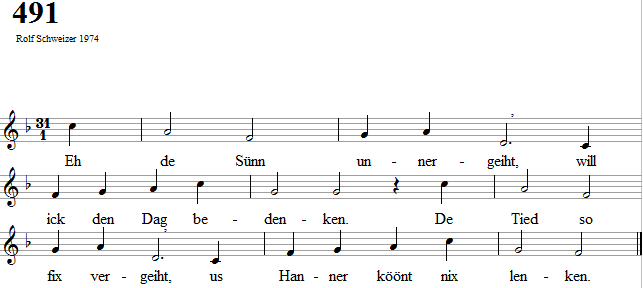 491
Rolf Schweizer 1974
31
1
Eh de Sünn un - ner - geiht, will
ick den Dag be - den - ken. De Tied so
fix ver - geiht, us Han - ner köönt nix len - ken.